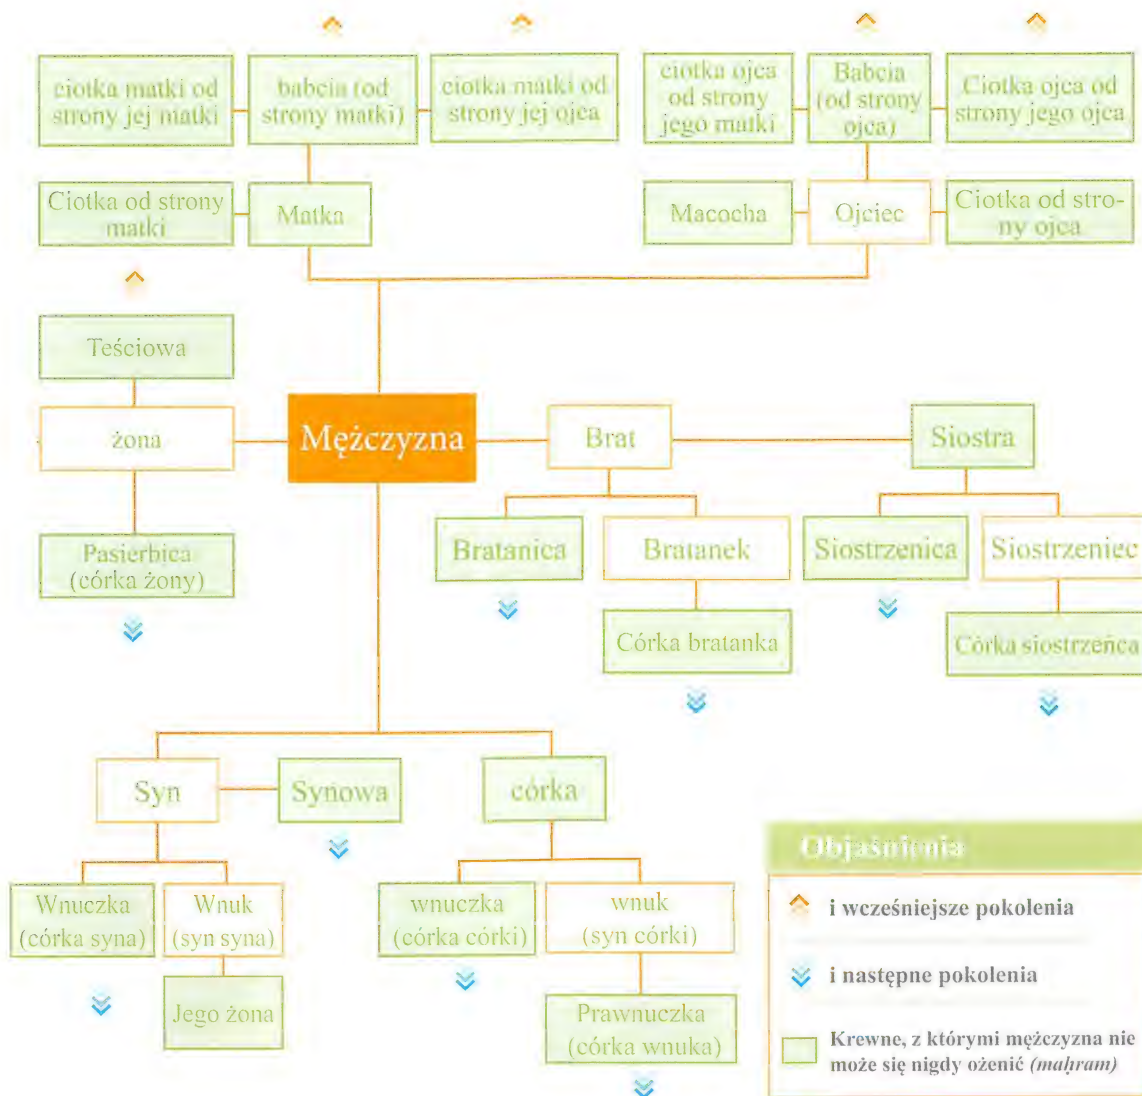 ciotka matki od
strony jej matki
babcia (od
strony matki)
ciotka matki od
strony jej ojca
ciotka ojca
od strony
jego matki
Babcia
(od strony
ojca)
Ciotka ojca od
strony jego ojca
Ciotka od strony
matki
Matka
Macocha
Ojciec
Ciotka od stro-
ny ojca
Teściowa
żona
Mężczyzna
Brat
Siostra
Pasierbica
(córka żony)
Bratanica
Bratanek
Siostrzenica
Siostrzeniec
Córka bratanka
Córka siostrzeńca
Syn
Synowa
córka
Wnuczka
(córka syna)
Wnuk
(syn syna)
wnuczka
(córka córki)
wnuk
(syn córki)
Jego żona
Prawnuczka
(córka wnuka)
Objaśnienia
i wcześniejsze pokolenia
i następne pokolenia
Krewne, z którymi mężczyzna nie
może się nigdy ożenić (maḥram)